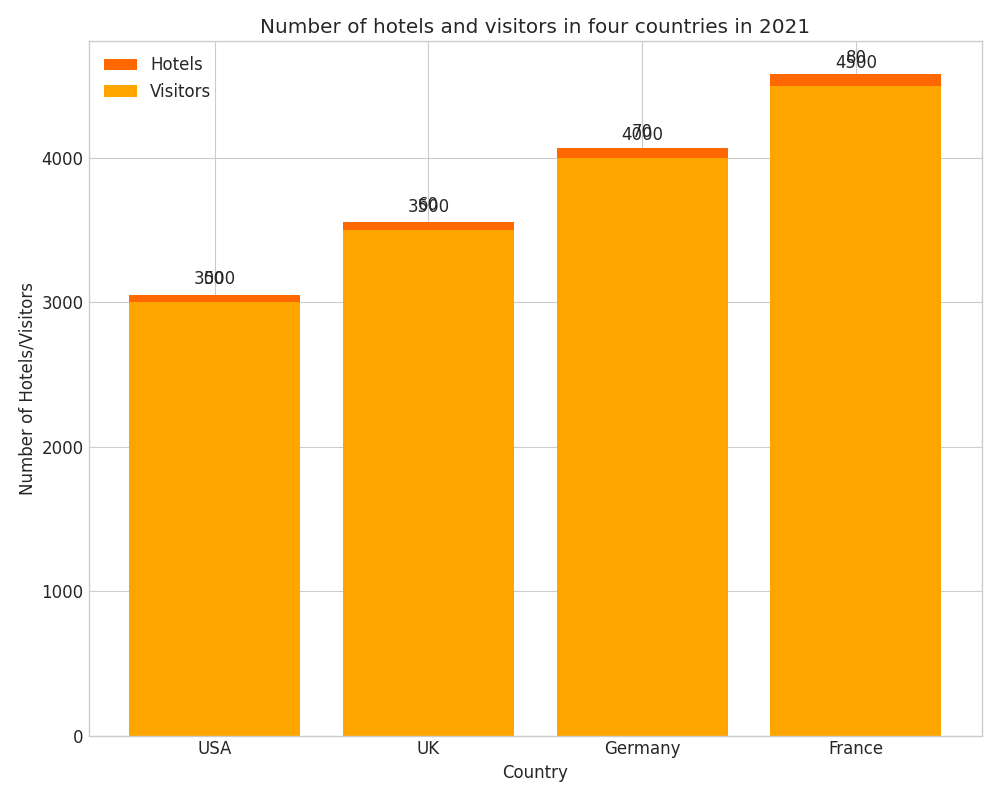 Number of hotels and visitors in four countries in 2021
Hotels
Visitors
80
4500
70
4000
60
3500
50
3000
4000
3000
2000
1000
0
Number of Hotels/Visitors
USA
UK
Germany
France
Country